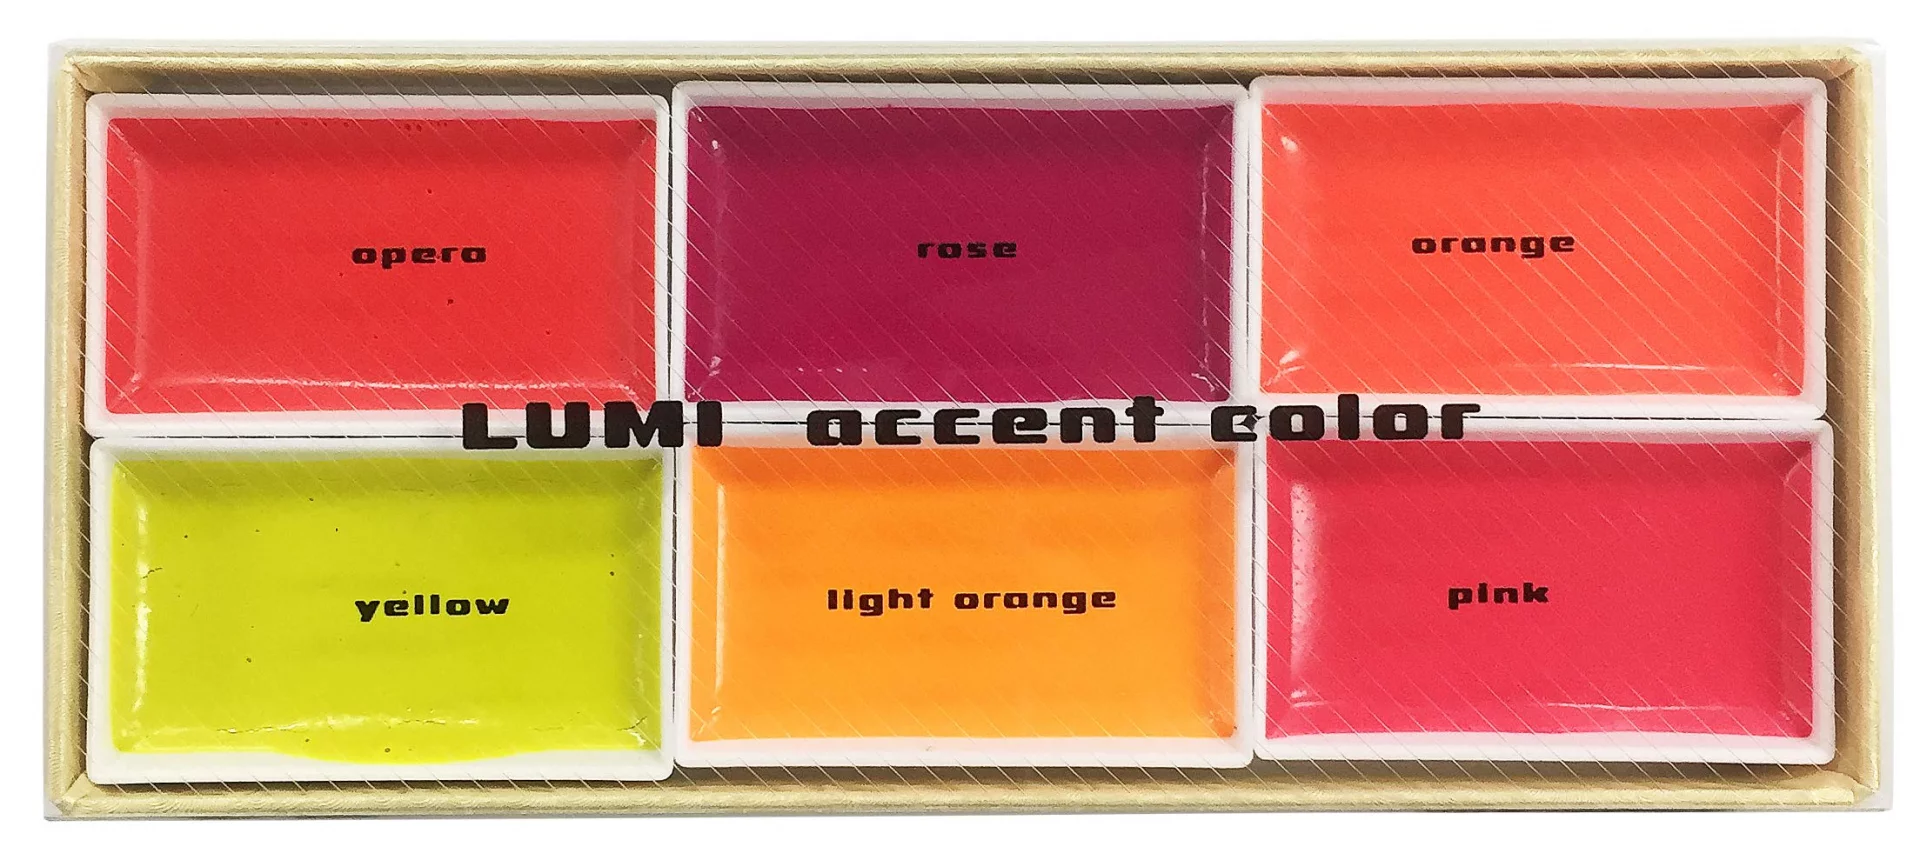 opera
rose
orange
LUMI accent color
yellow
light orange
pink